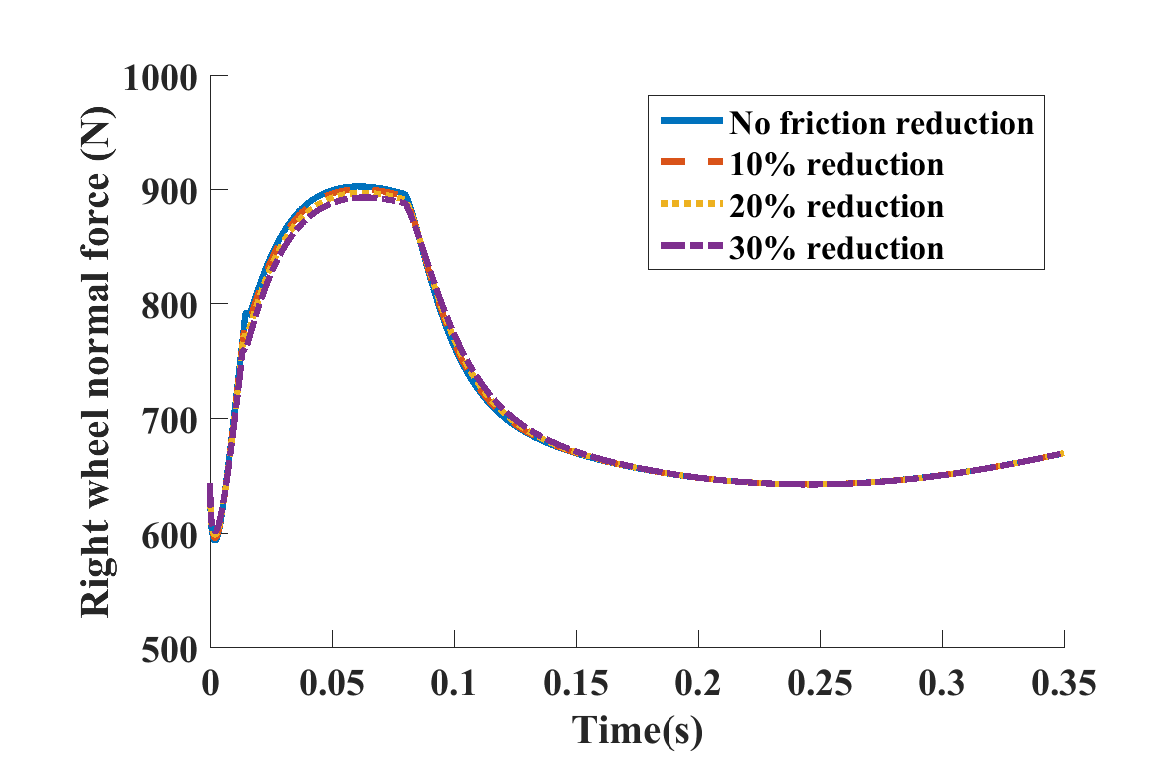 Right wheel normal force (N)
1000
900
800
700
600
500
No friction reduction
10% reduction
20% reduction
30% reduction
0 0.05 0.1 0.15 0.2 0.25 0.3 0.35
Time(s)